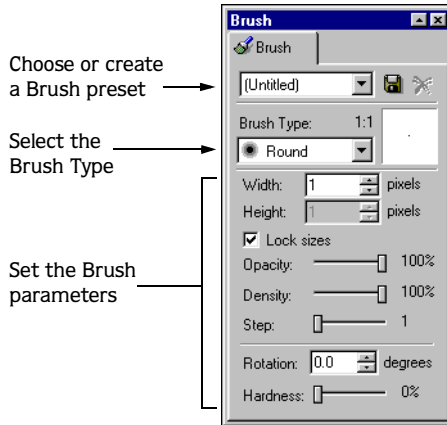 Brush
Brush
Choose or create
a Brush preset
(Untitled)
Brush Type: 1:1
Select the
Brush Type
Round
Width: 1 pixels
Height: 1 pixels
Lock sizes
Set the Brush
parameters
Opacity: 100%
Density: 100%
Step: 1
Rotation: 0.0 degrees
Hardness: 0%